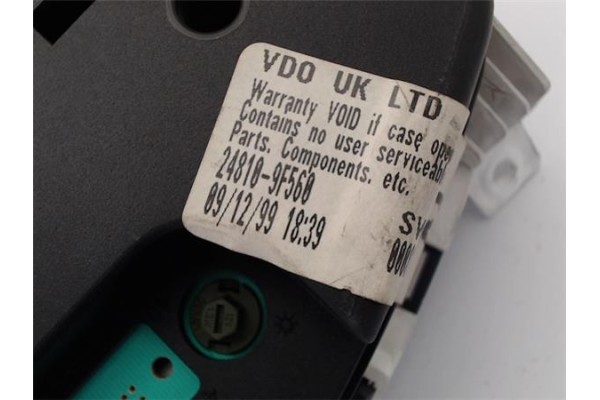 VDO UK LTD
Warranty VOID if case
Contains no user
Parts. Components. etc.
24810-9F560
09/12/99 18:39